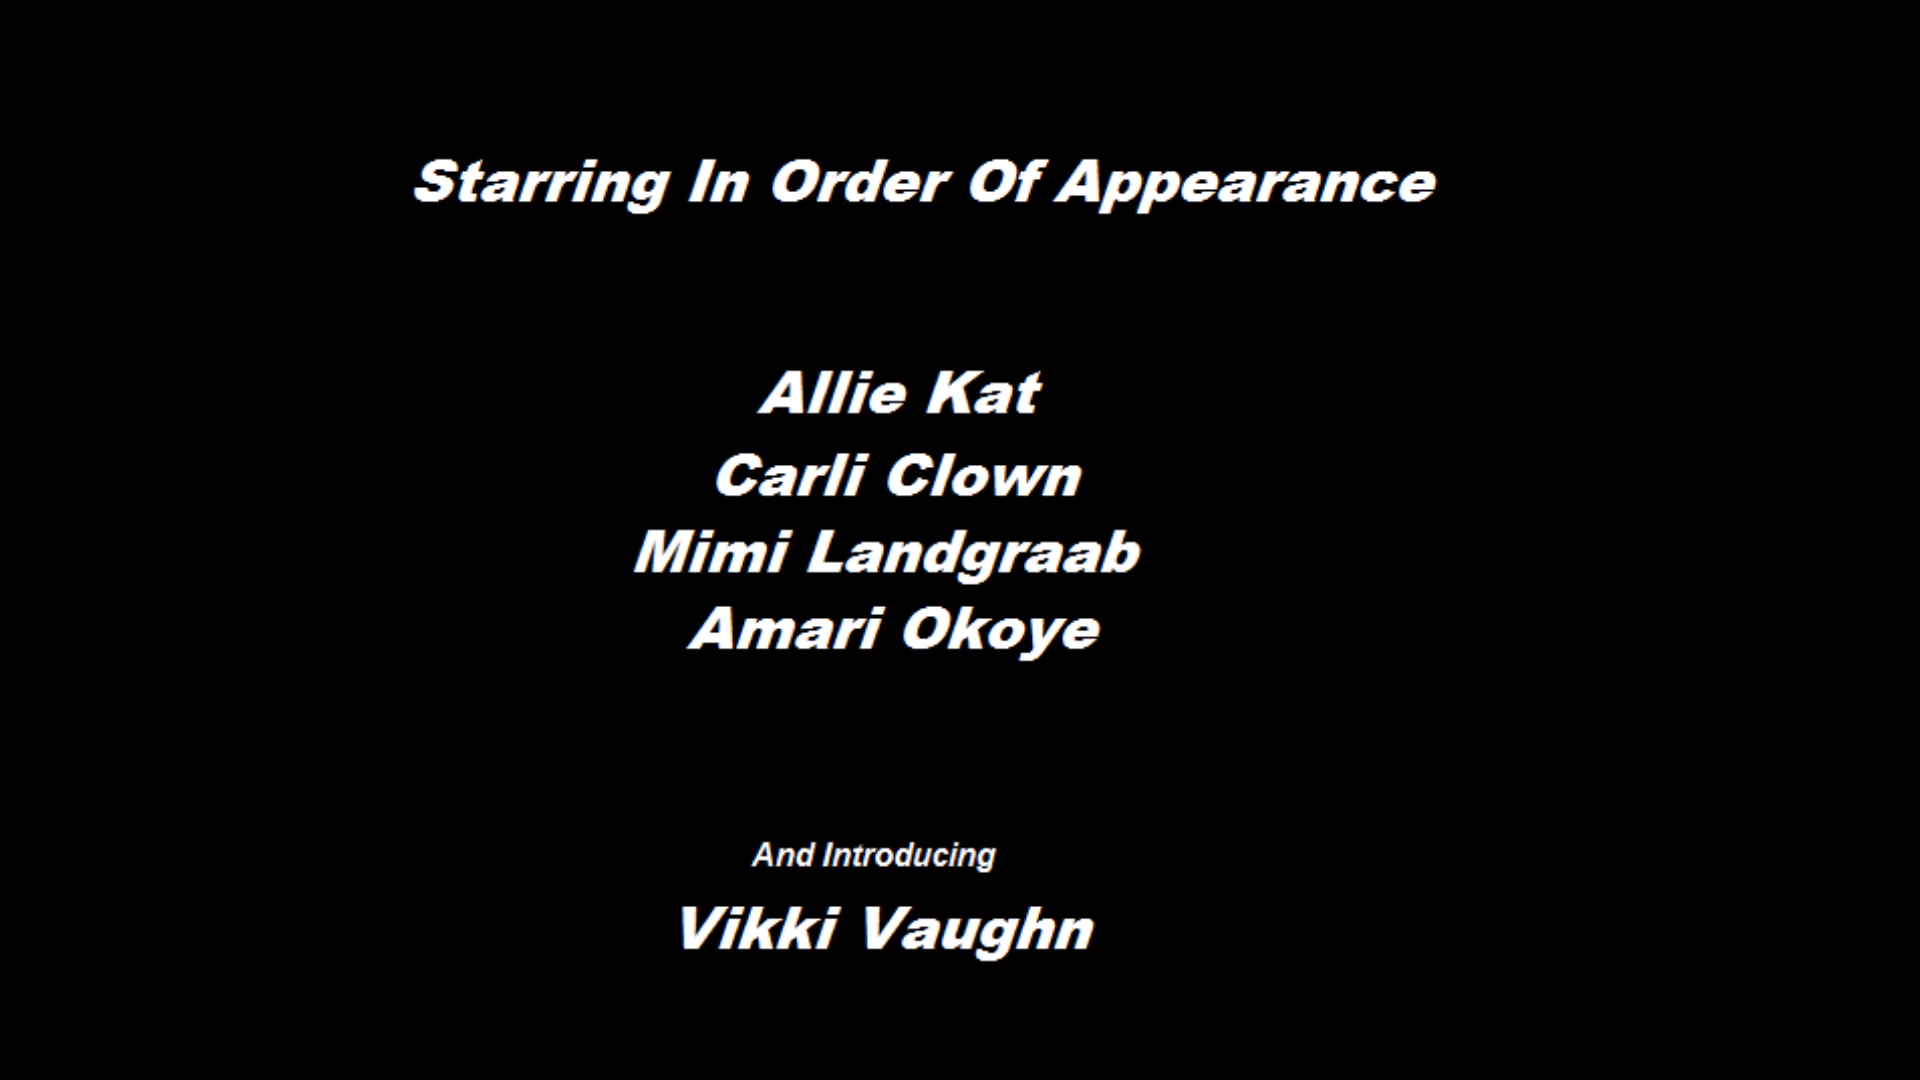 Starring In Order Of Appearance
Allie Kat
Carli Clown
Mimi Landgraab
Amari Okoye
And Introducing
Vikki Vaughn